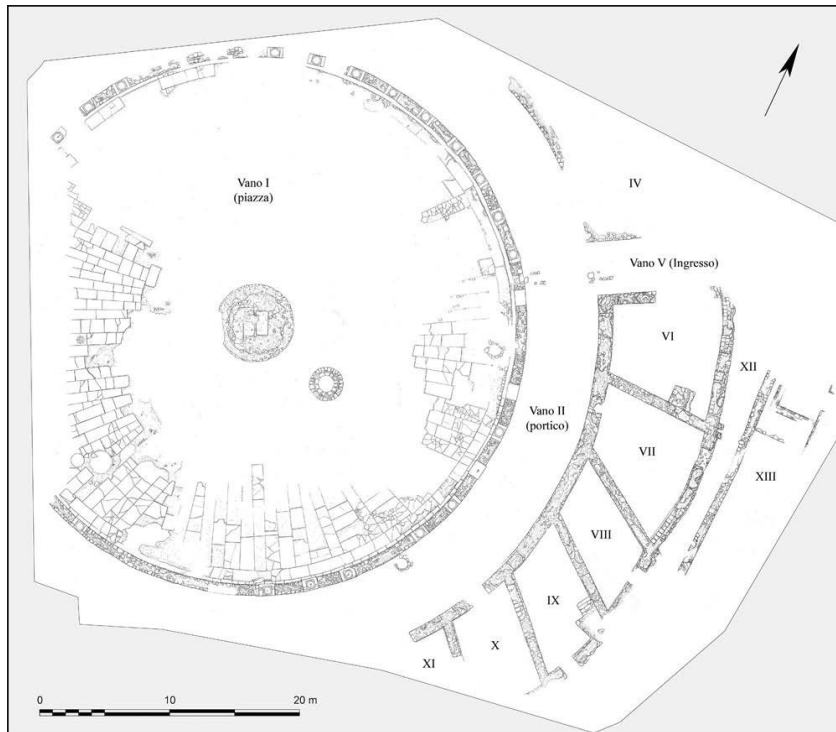 Vano I
(piazza)
IV
Vano V (Ingresso)
VI
XII
Vano II
(portico)
VII
XIII
VIII
IX
X
XI
0 10 20 m